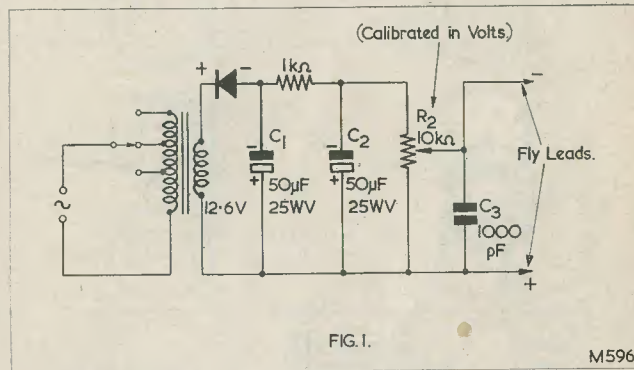 (Calibrated in Volts)
+
-
1kΩ
-
C1
+
50μF
25WV
-
C2
+
50μF
25WV
R2
10kΩ
-
Fly Leads.
C3
1000
pF
+
~
12·6V
FIG.1.
M596